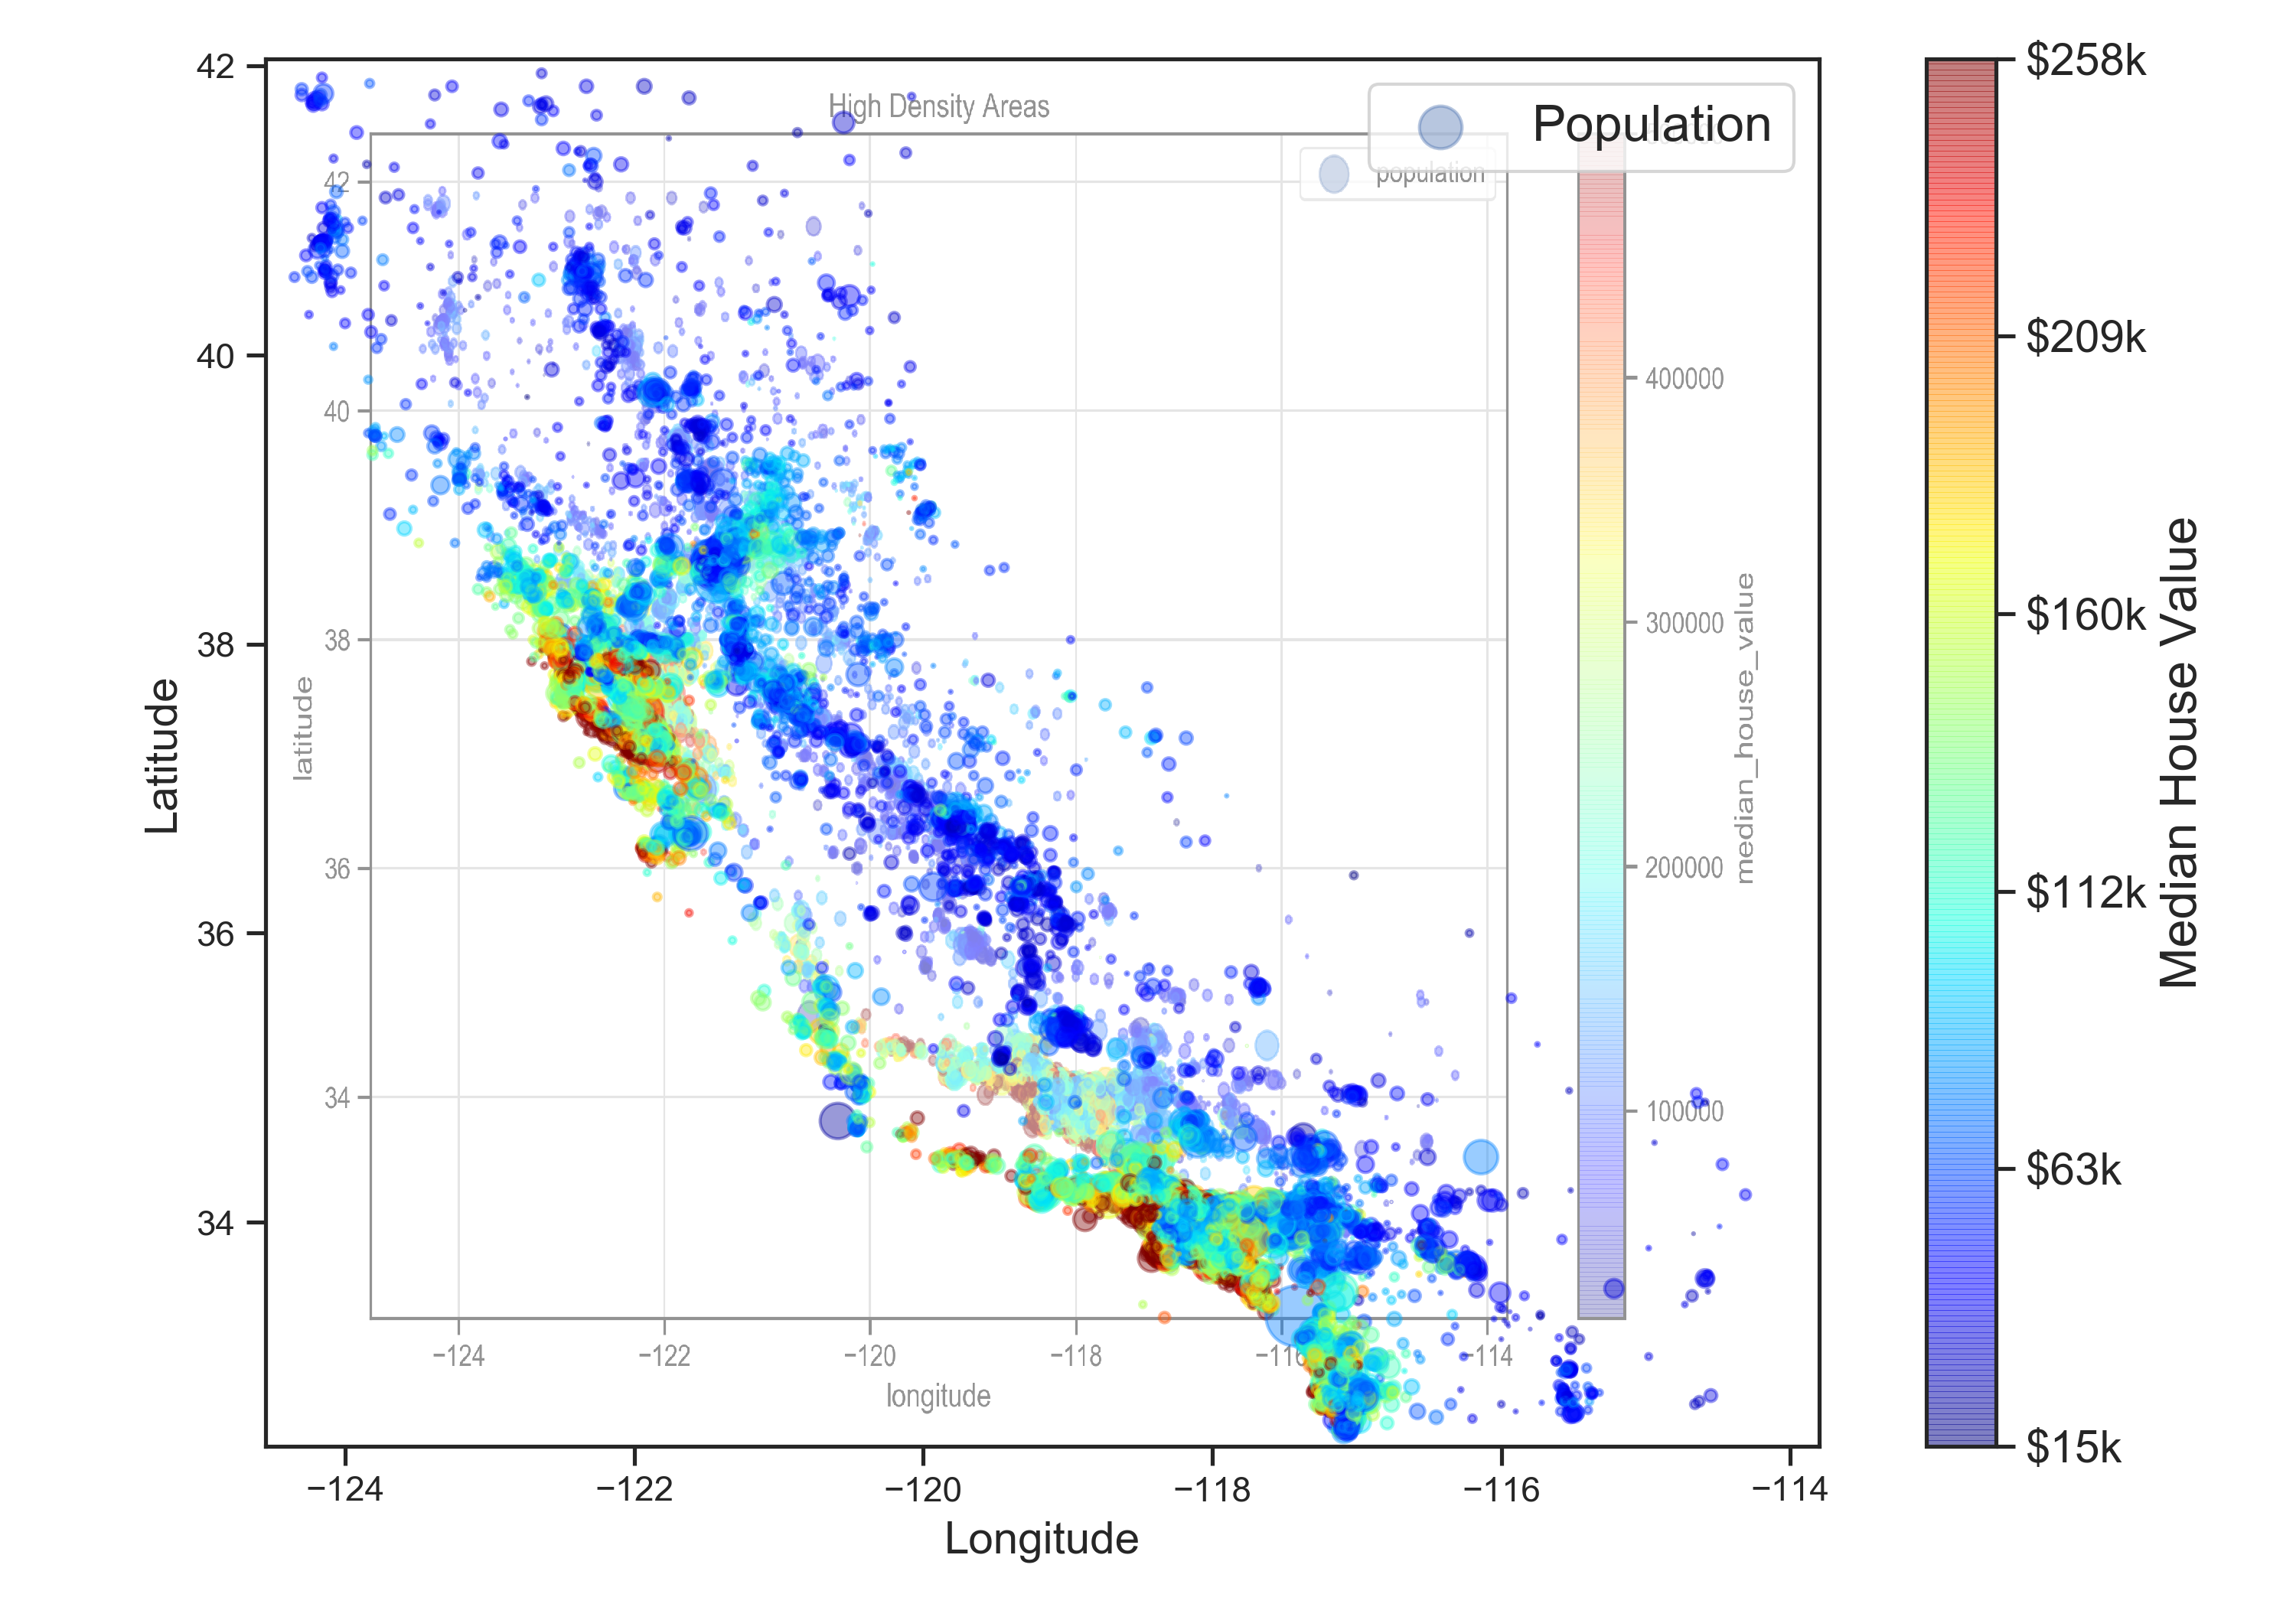 High Density Areas
Population
population
42
40
38
36
34
Latitude
42
40
38
36
34
latitude
−124
−122
−120
−118
−116
−114
longitude
−124
−122
−120
−118
−116
−114
Longitude
400000
300000
200000
100000
median_house_value
$258k
$209k
$160k
$112k
$63k
$15k
Median House Value